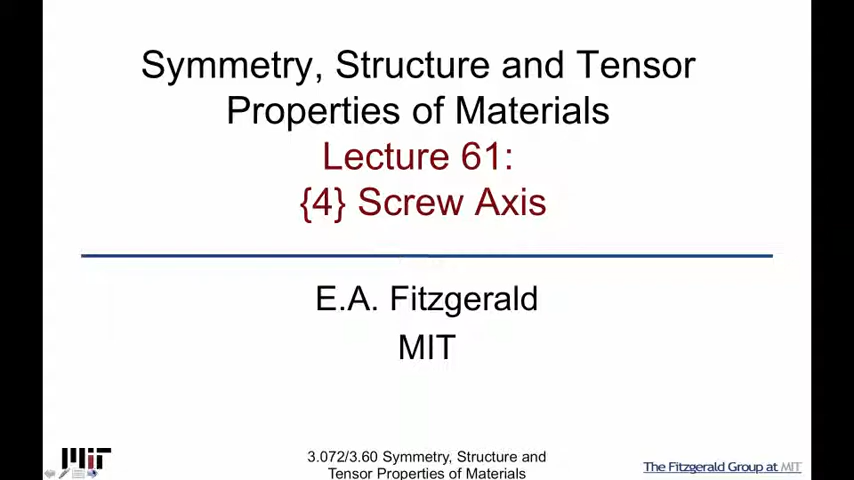 Symmetry, Structure and Tensor
Properties of Materials
Lecture 61:
{4} Screw Axis
E.A. Fitzgerald
MIT
MIT
3.072/3.60 Symmetry, Structure and
Tensor Properties of Materials
The Fitzgerald Group at MIT